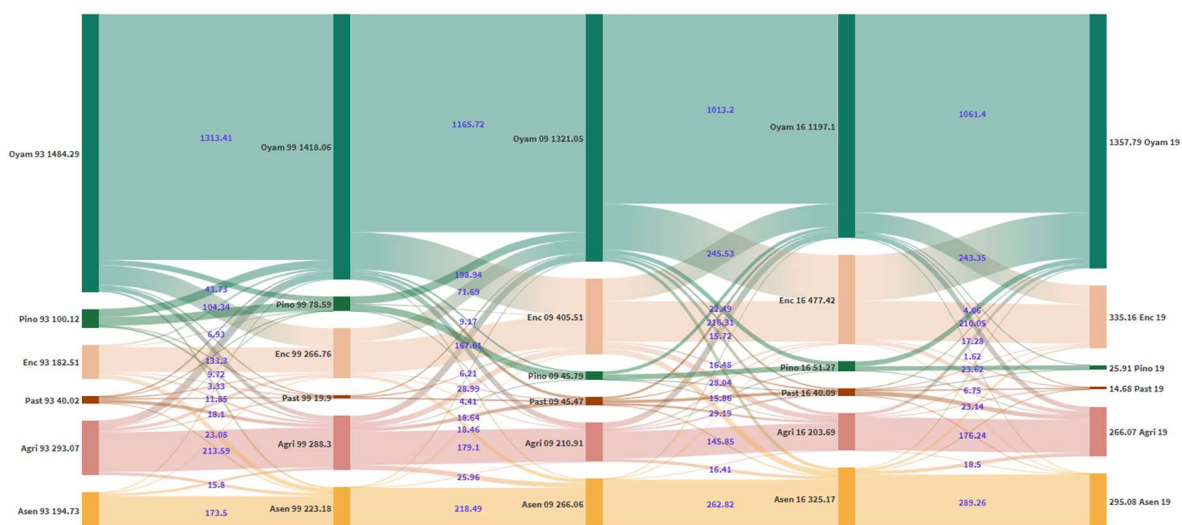 Oyam 93 1484.29
Pino 93 100.12
Enc 93 182.51
Past 93 40.02
Agri 93 293.07
Asen 93 194.73
1313.41
43.73
104.34
6.93
133.3
9.72
3.33
11.85
18.1
23.08
213.59
15.8
173.5
Oyam 99 1418.06
Pino 99 78.59
Enc 99 266.76
Past 99 19.9
Agri 99 288.3
Asen 99 223.18
1165.72
198.94
71.69
9.17
167.61
6.21
28.99
4.41
18.64
18.46
179.1
25.96
218.49
Oyam 09 1321.05
Enc 09 405.51
Pino 09 45.79
Past 09 45.47
Agri 09 210.91
Asen 09 266.06
1013.2
245.53
22.49
216.31
15.72
16.48
28.04
15.86
29.19
145.85
16.41
262.82
Oyam 16 1197.1
Enc 16 477.42
Pino 16 51.27
Past 16 40.09
Agri 16 203.69
Asen 16 325.17
1061.4
243.35
4.06
210.05
17.28
1.62
23.62
6.75
23.14
176.24
18.5
289.26
1357.79 Oyam 19
335.16 Enc 19
25.91 Pino 19
14.68 Past 19
266.07 Agri 19
295.08 Asen 19